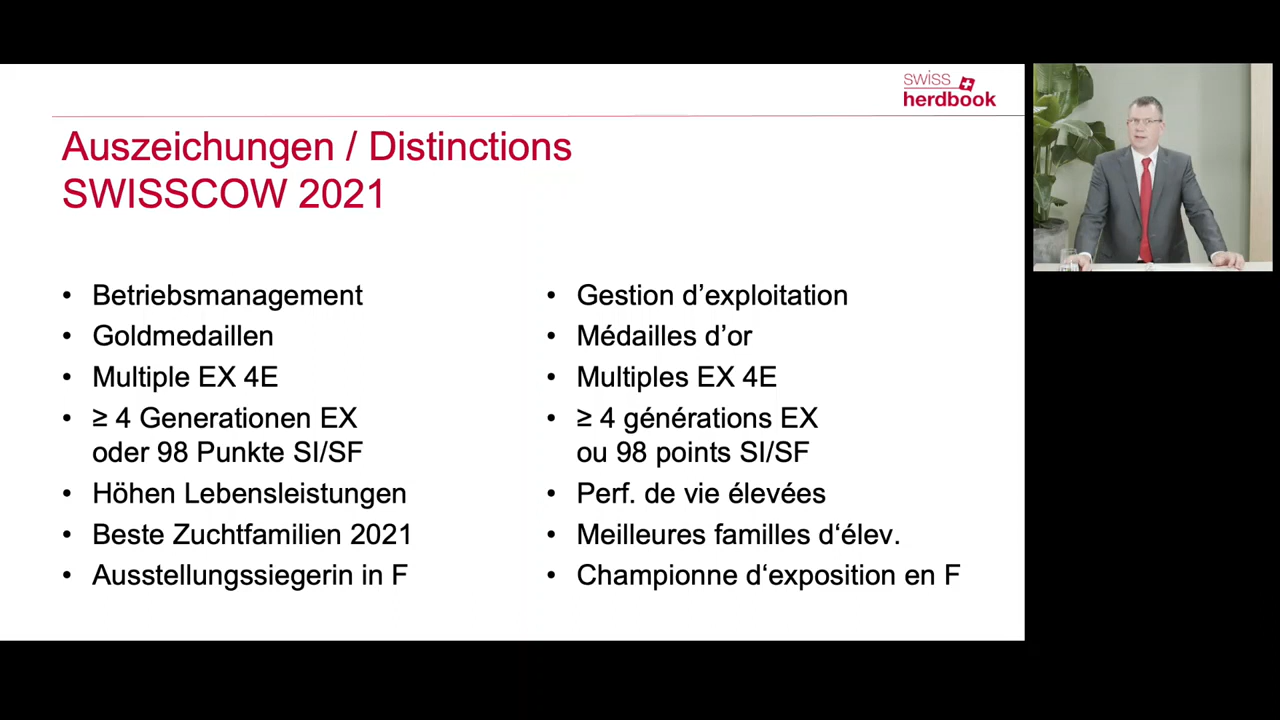 swiss
herdbook
Auszeichungen / Distinctions
SWISSCOW 2021
• Betriebsmanagement
• Goldmedaillen
• Multiple EX 4E
• ≥ 4 Generationen EX
oder 98 Punkte SI/SF
• Höhen Lebensleistungen
• Beste Zuchtfamilien 2021
• Ausstellungssiegerin in F
• Gestion d’exploitation
• Médailles d’or
• Multiples EX 4E
• ≥ 4 générations EX
ou 98 points SI/SF
• Perf. de vie élevées
• Meilleures familles d‘élev.
• Championne d‘exposition en F